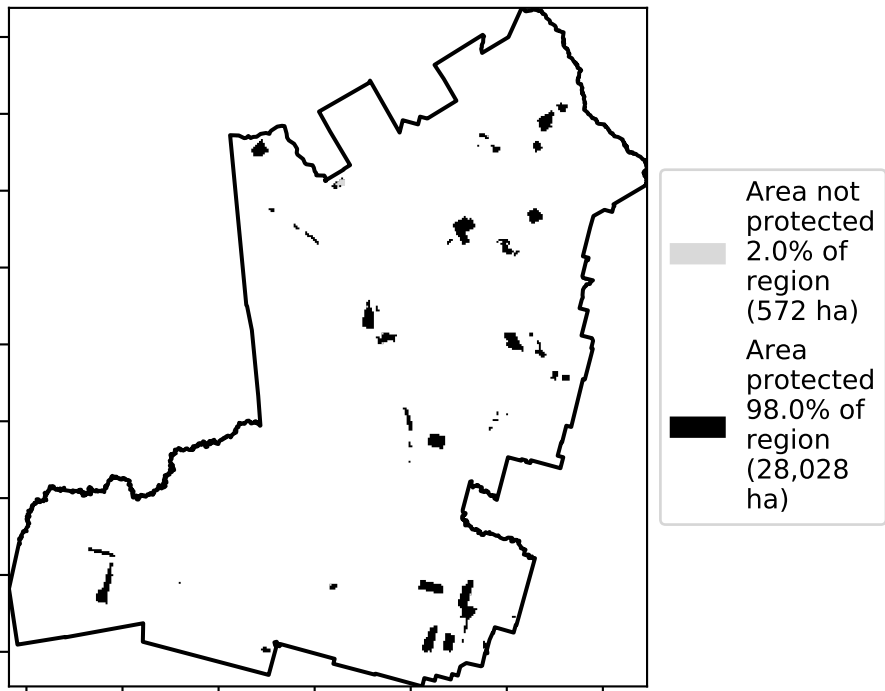 Area not
protected
2.0% of
region
(572 ha)
Area
protected
98.0% of
region
(28,028
ha)